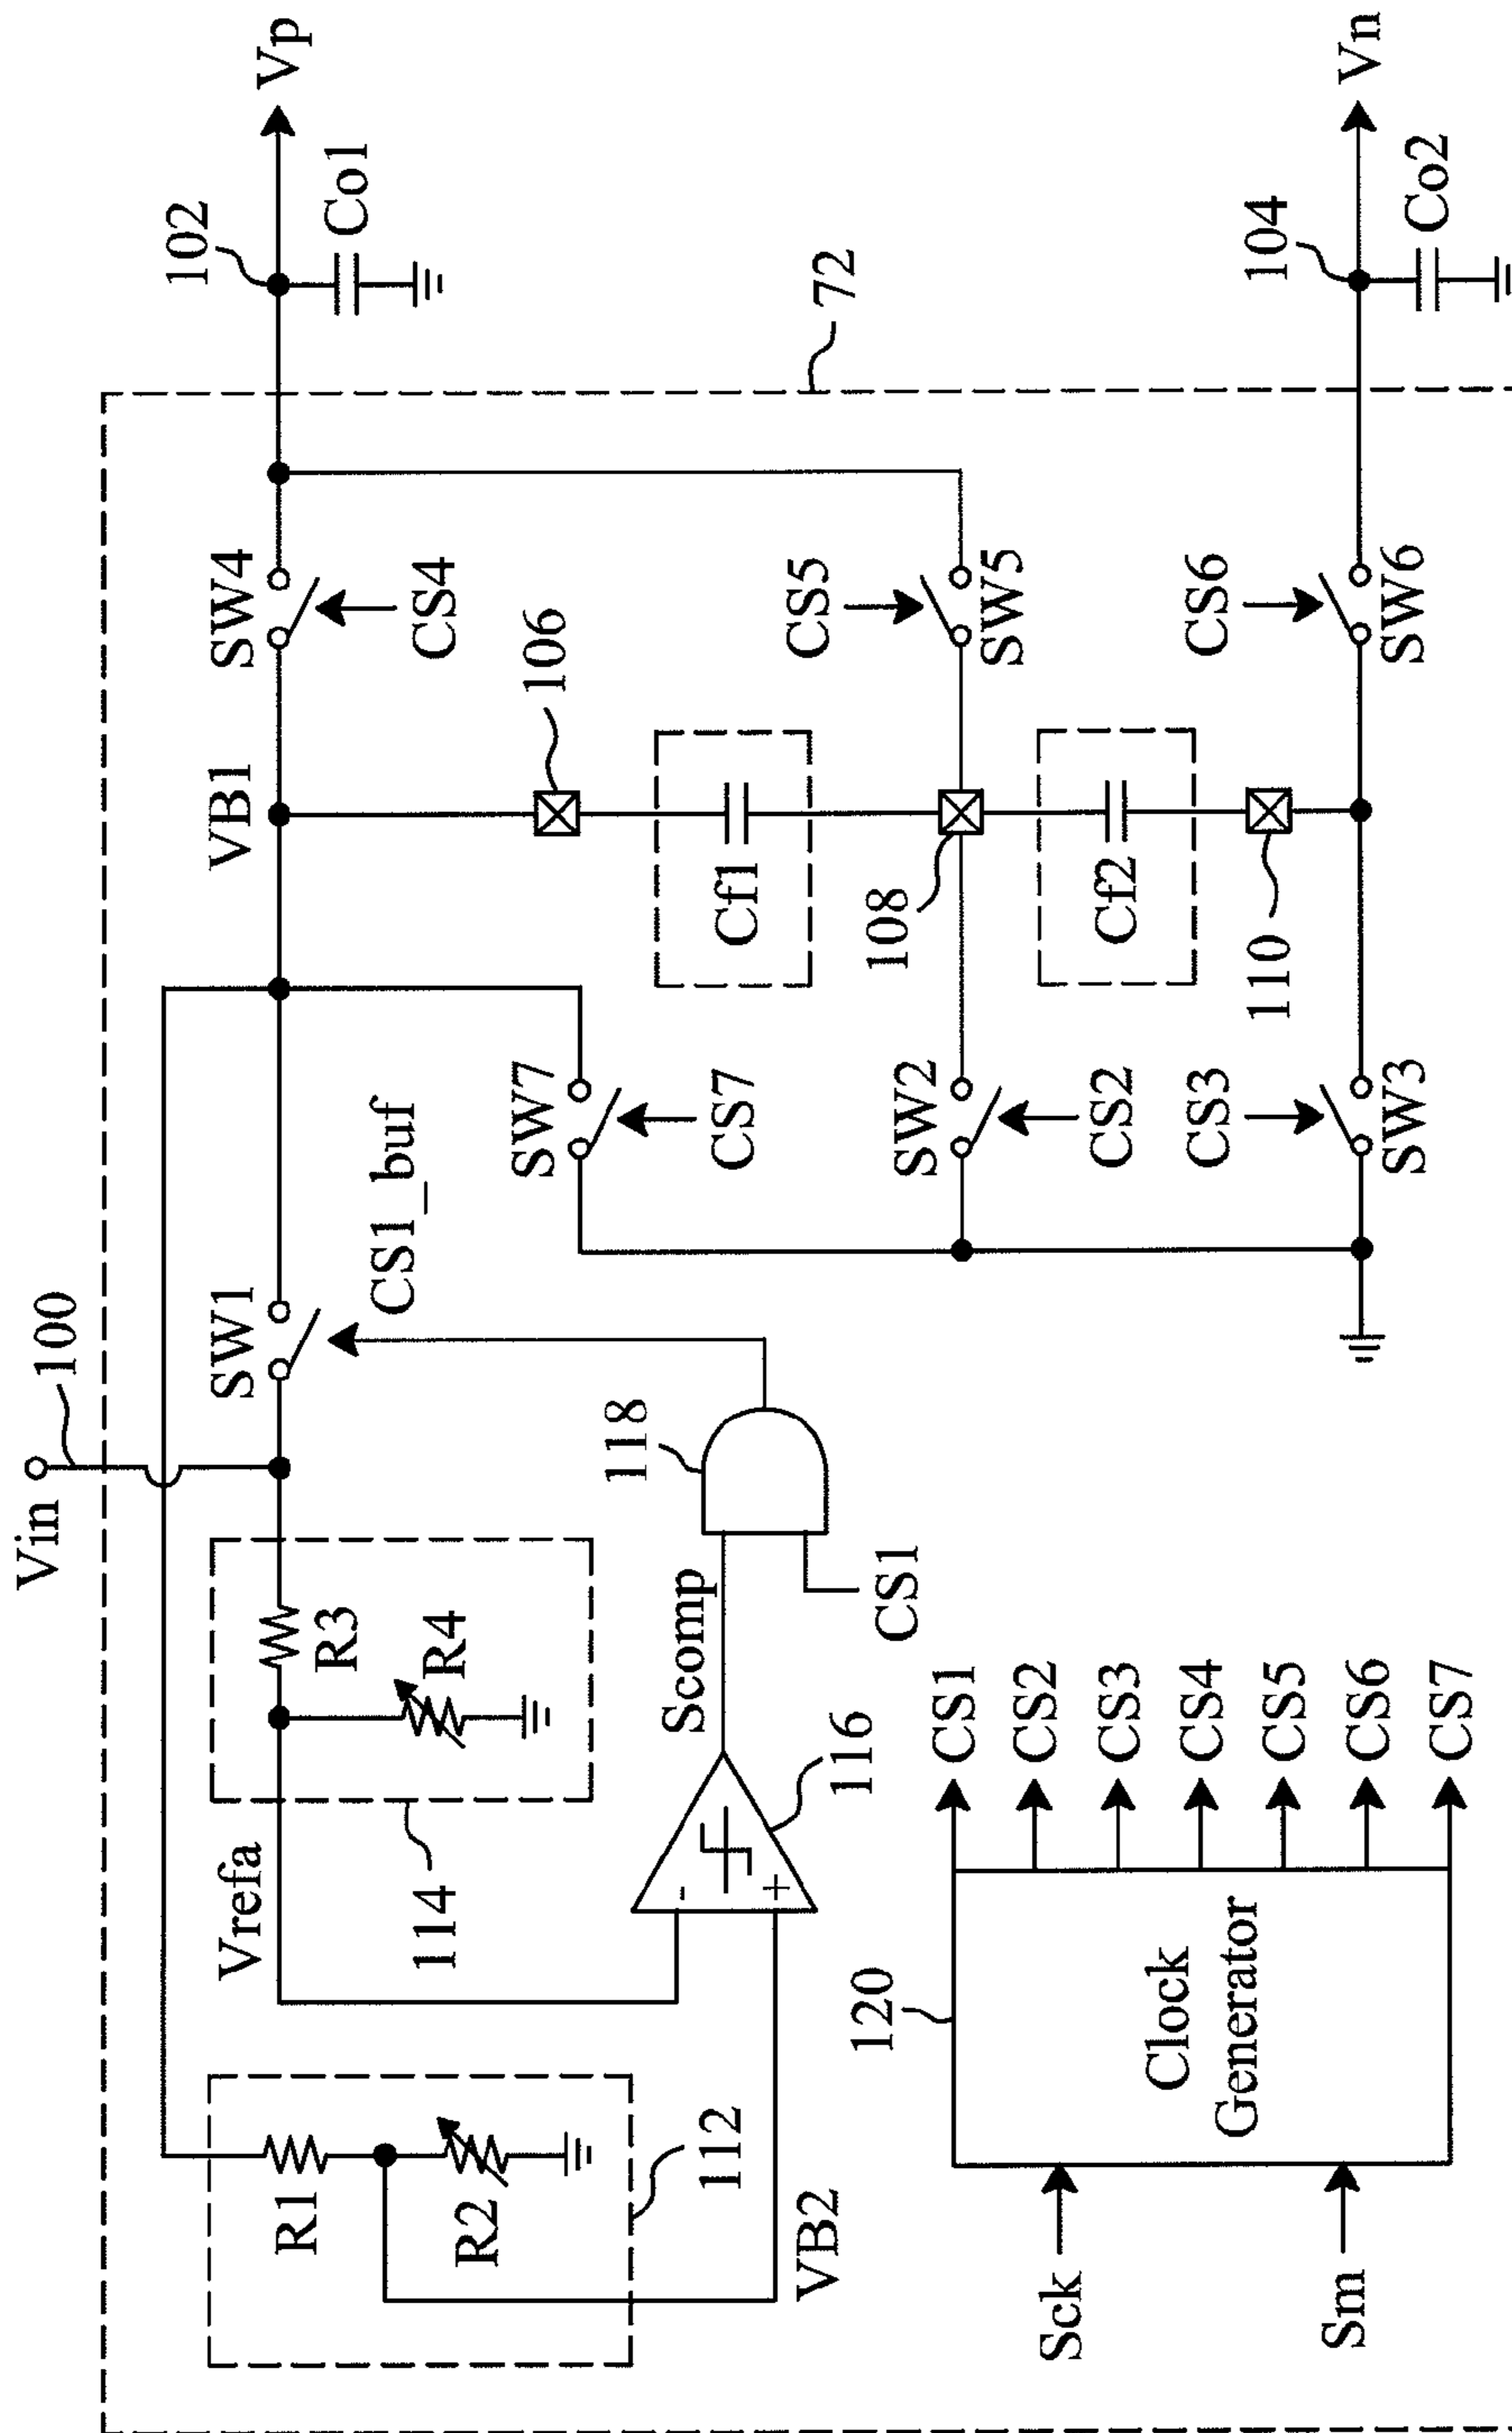 Vin
100
72
102
Vp
Co1
SW1
VB1
SW4
CS4
CS1_buf
R1
R2
112
VB2
Vrefa
R3
R4
114
Scomp
-
+
116
CS1
118
SW7
CS7
106
Cf1
108
SW2
CS2
CS5
SW5
Cf2
110
CS3
SW3
CS6
SW6
104
Vn
Co2
Sck
Sm
120
Clock
Generator
CS1
CS2
CS3
CS4
CS5
CS6
CS7